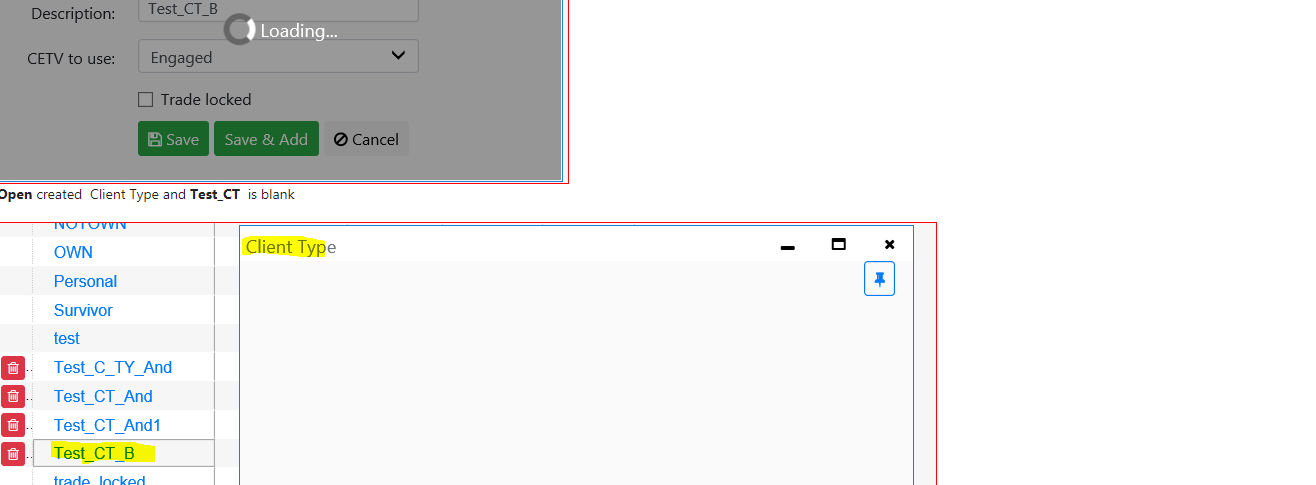 Description: Test_CT_B
Loading...
CETV to use: Engaged
Trade locked
Save Save & Add Cancel
Open created Client Type and Test_CT is blank
NOTOWN
Client Type
OWN
Personal
Survivor
test
Test_C_TY_And
Test_CT_And
Test_CT_And1
Test_CT_B
trade_locked